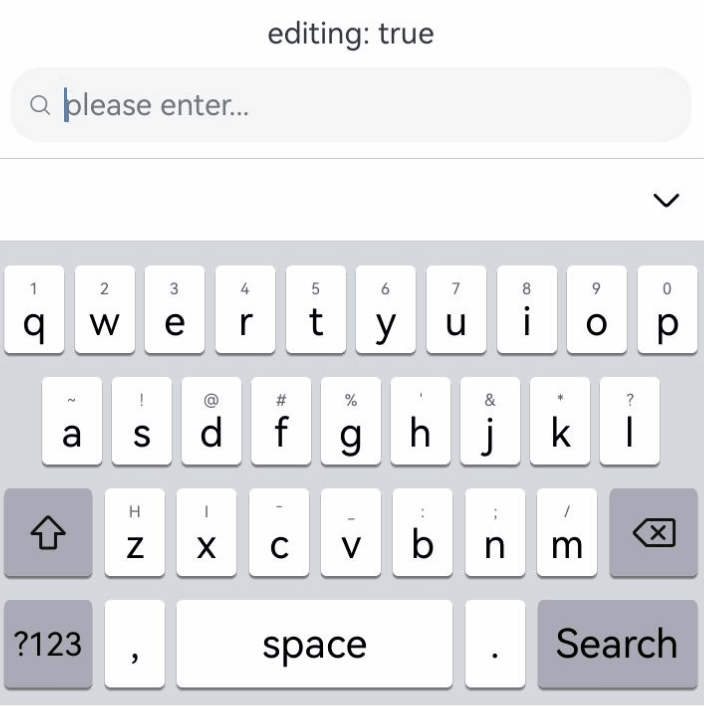 editing: true
please enter...
1 2 3 4 5 6 7 8 9 0
q w e r t y u i o p
~ ! @ # % ' & * ?
a s d f g h j k l
H I - _ : ; /
z x c v b n m
?123 , space . Search